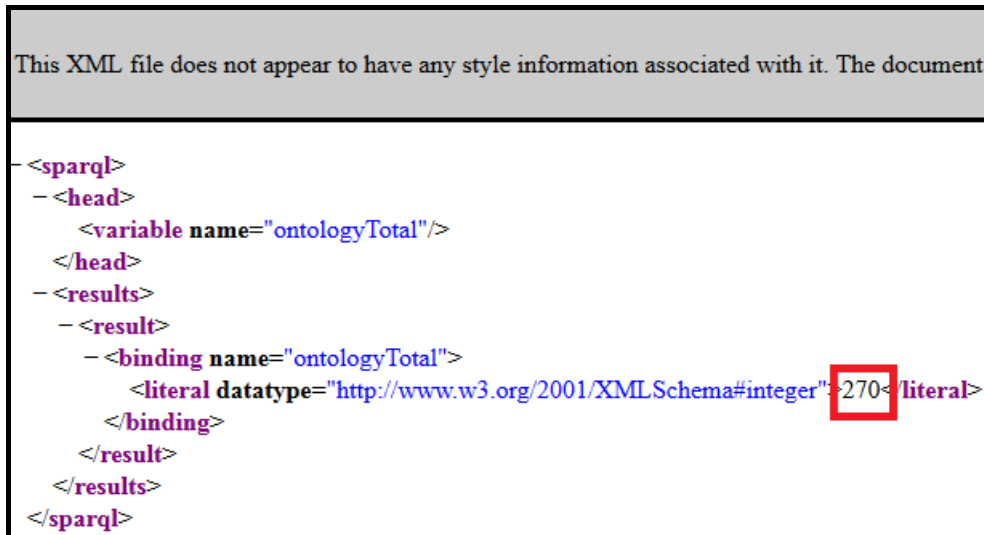 This XML file does not appear to have any style information associated with it. The document
− <sparql>
− <head>
<variable name="ontologyTotal"/>
</head>
− <results>
− <result>
− <binding name="ontologyTotal">
<literal datatype="http://www.w3.org/2001/XMLSchema#integer">270</literal>
</binding>
</result>
</results>
</sparql>